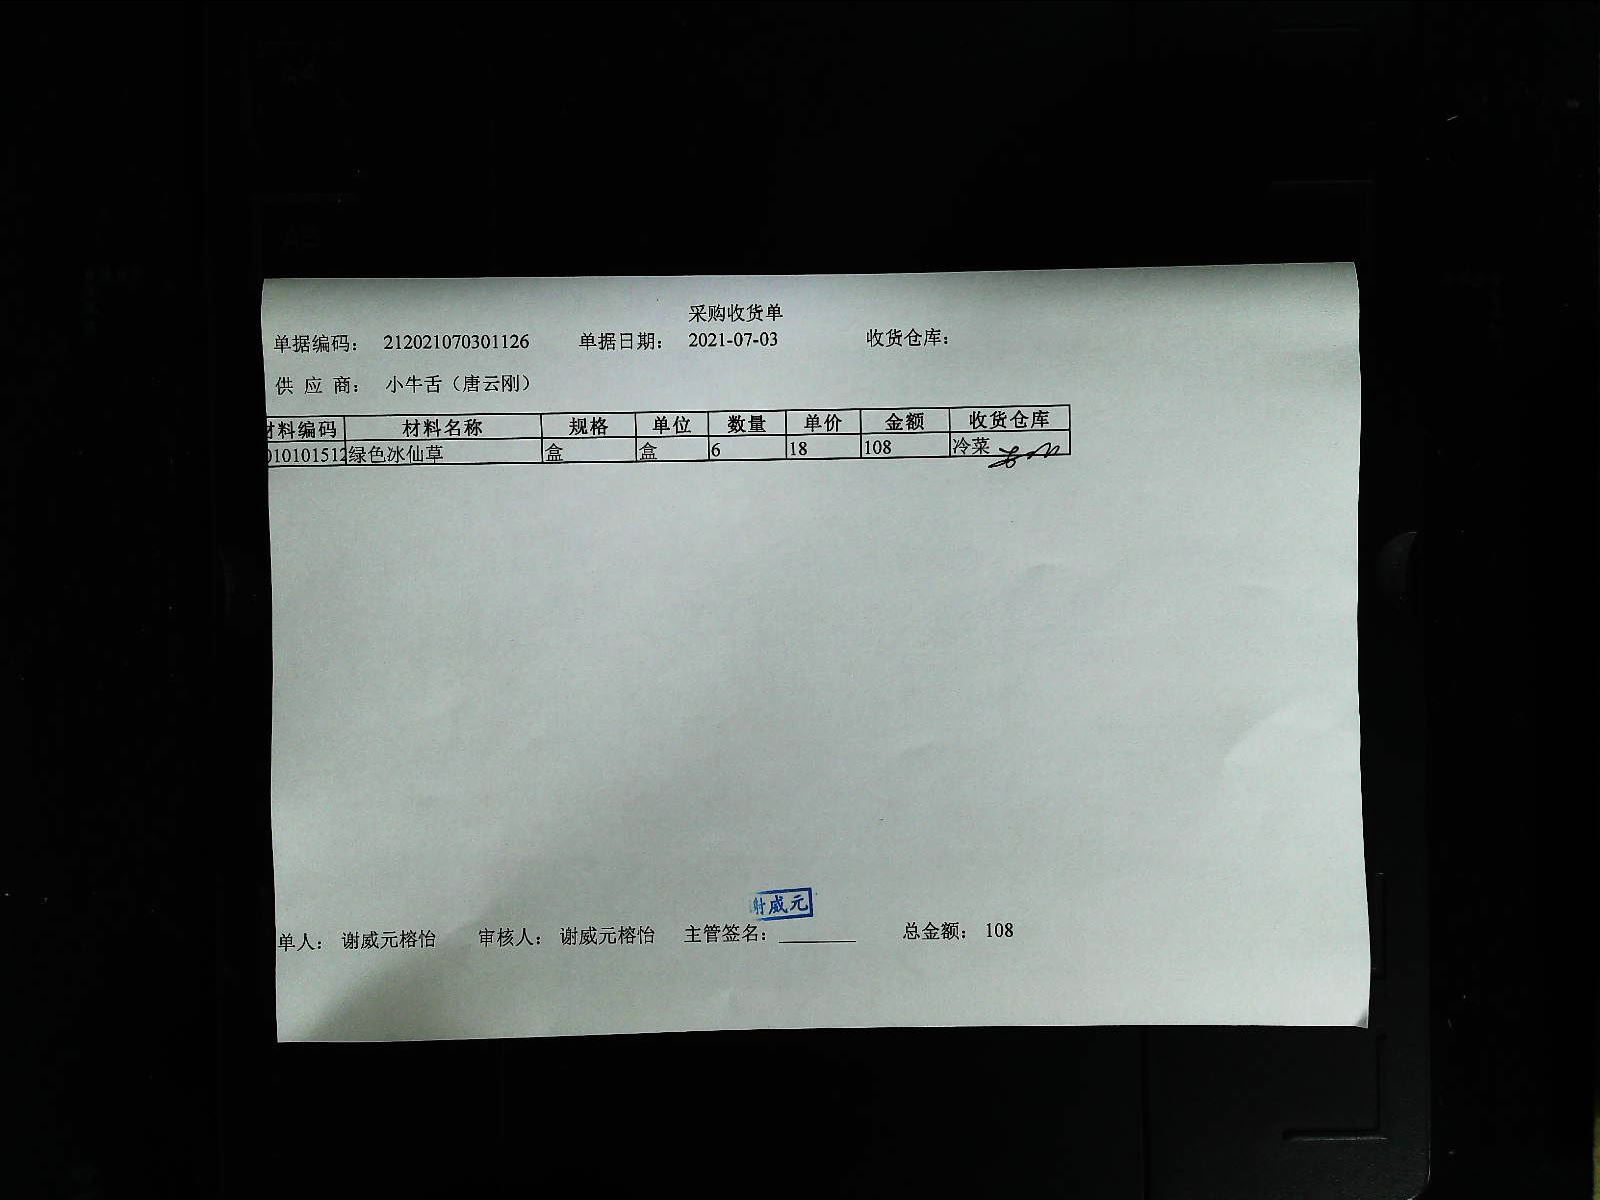 采购收货单
单据编码： 212021070301126 单据日期： 2021-07-03 收货仓库：
供 应 商： 小牛舌（唐云刚）
材料编码 材料名称 规格 单位 数量 单价 金额 收货仓库
010101512 绿色冰仙草 盒 盒 6 18 108 冷菜
谢威元
单人： 谢威元榕怡 审核人： 谢威元榕怡 主管签名：________ 总金额： 108